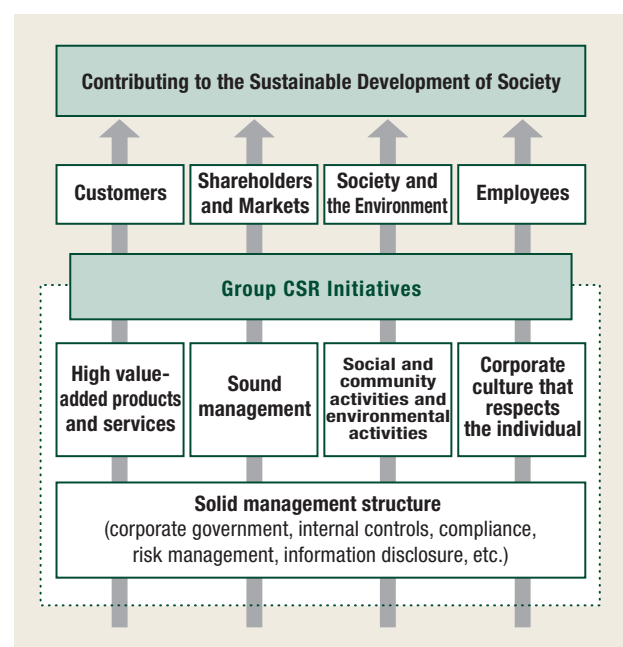 Contributing to the Sustainable Development of Society
Customers
Shareholders
and Markets
Society and
the Environment
Employees
Group CSR Initiatives
High value-
added products
and services
Sound
management
Social and
community
activities and
environmental
activities
Corporate
culture that
respects
the individual
Solid management structure
(corporate government, internal controls, compliance,
risk management, information disclosure, etc.)